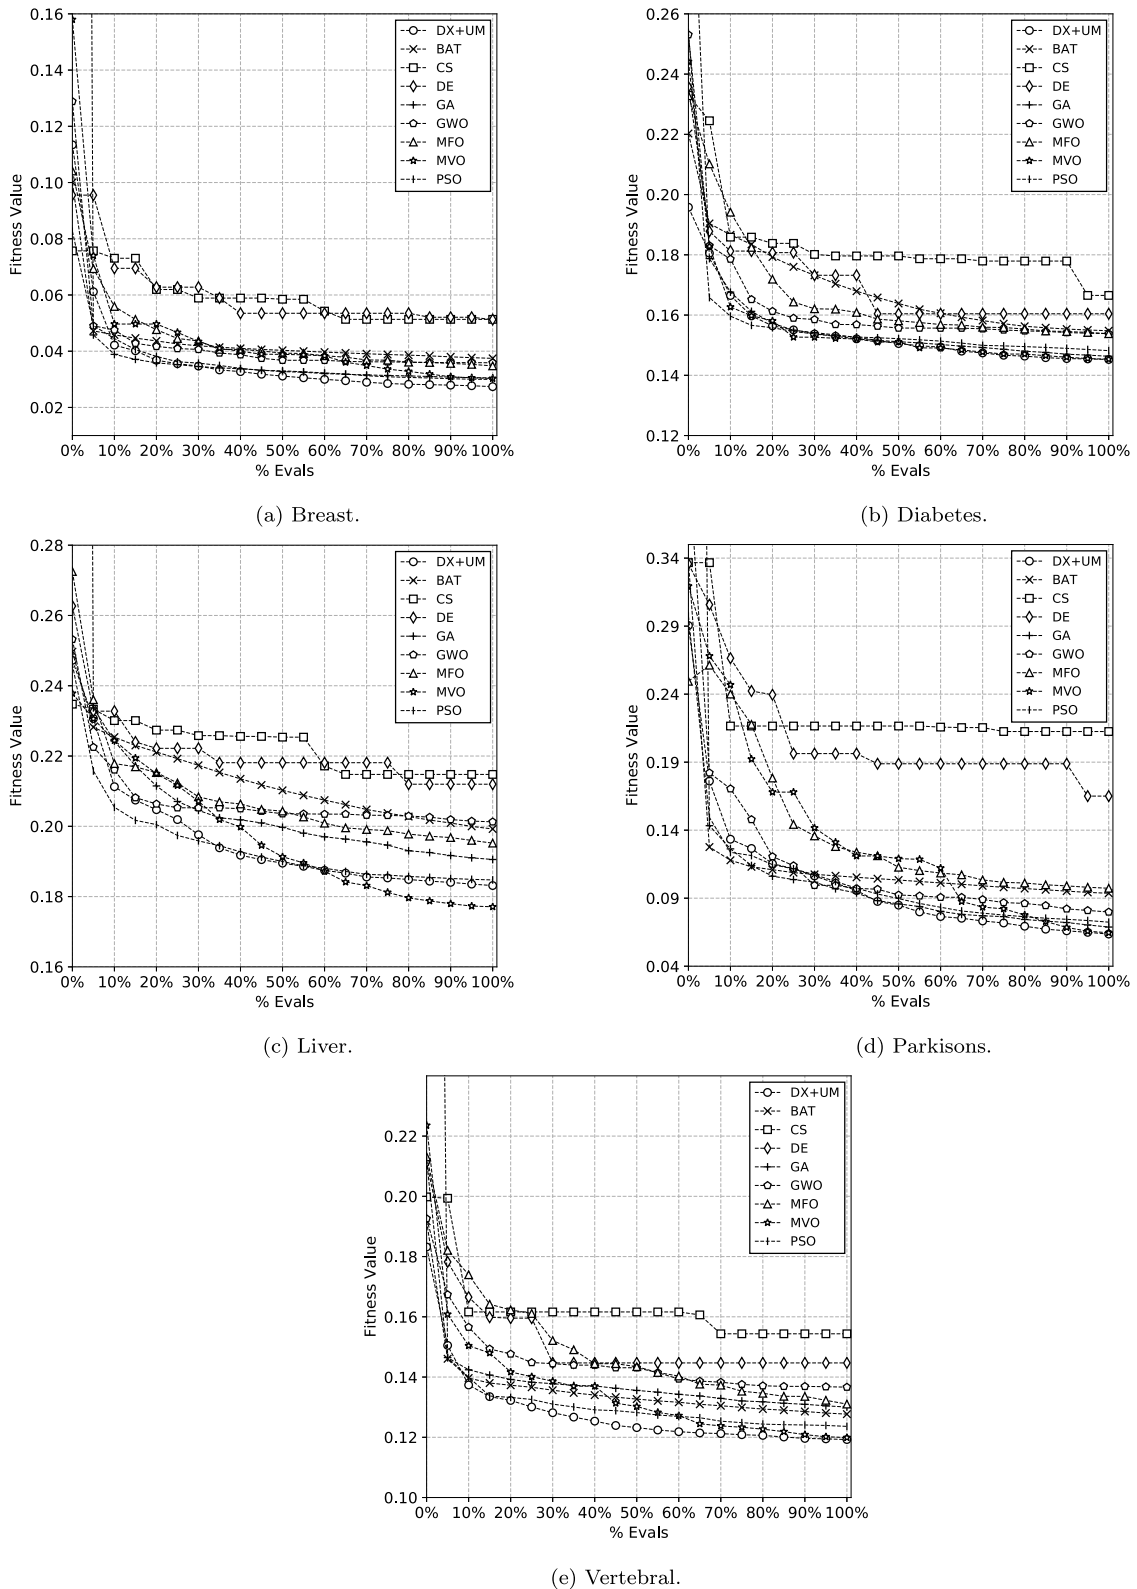 0.16
0.14
0.12
0.10
0.08
0.06
0.04
0.02
Fitness Value
0% 10% 20% 30% 40% 50% 60% 70% 80% 90% 100%
% Evals
DX+UM
BAT
CS
DE
GA
GWO
MFO
MVO
PSO
(a) Breast.
0.26
0.24
0.22
0.20
0.18
0.16
0.14
0.12
Fitness Value
0% 10% 20% 30% 40% 50% 60% 70% 80% 90% 100%
% Evals
DX+UM
BAT
CS
DE
GA
GWO
MFO
MVO
PSO
(b) Diabetes.
0.28
0.26
0.24
0.22
0.20
0.18
0.16
Fitness Value
0% 10% 20% 30% 40% 50% 60% 70% 80% 90% 100%
% Evals
DX+UM
BAT
CS
DE
GA
GWO
MFO
MVO
PSO
(c) Liver.
0.34
0.29
0.24
0.19
0.14
0.09
0.04
Fitness Value
0% 10% 20% 30% 40% 50% 60% 70% 80% 90% 100%
% Evals
DX+UM
BAT
CS
DE
GA
GWO
MFO
MVO
PSO
(d) Parkisons.
0.22
0.20
0.18
0.16
0.14
0.12
0.10
Fitness Value
0% 10% 20% 30% 40% 50% 60% 70% 80% 90% 100%
% Evals
DX+UM
BAT
CS
DE
GA
GWO
MFO
MVO
PSO
(e) Vertebral.